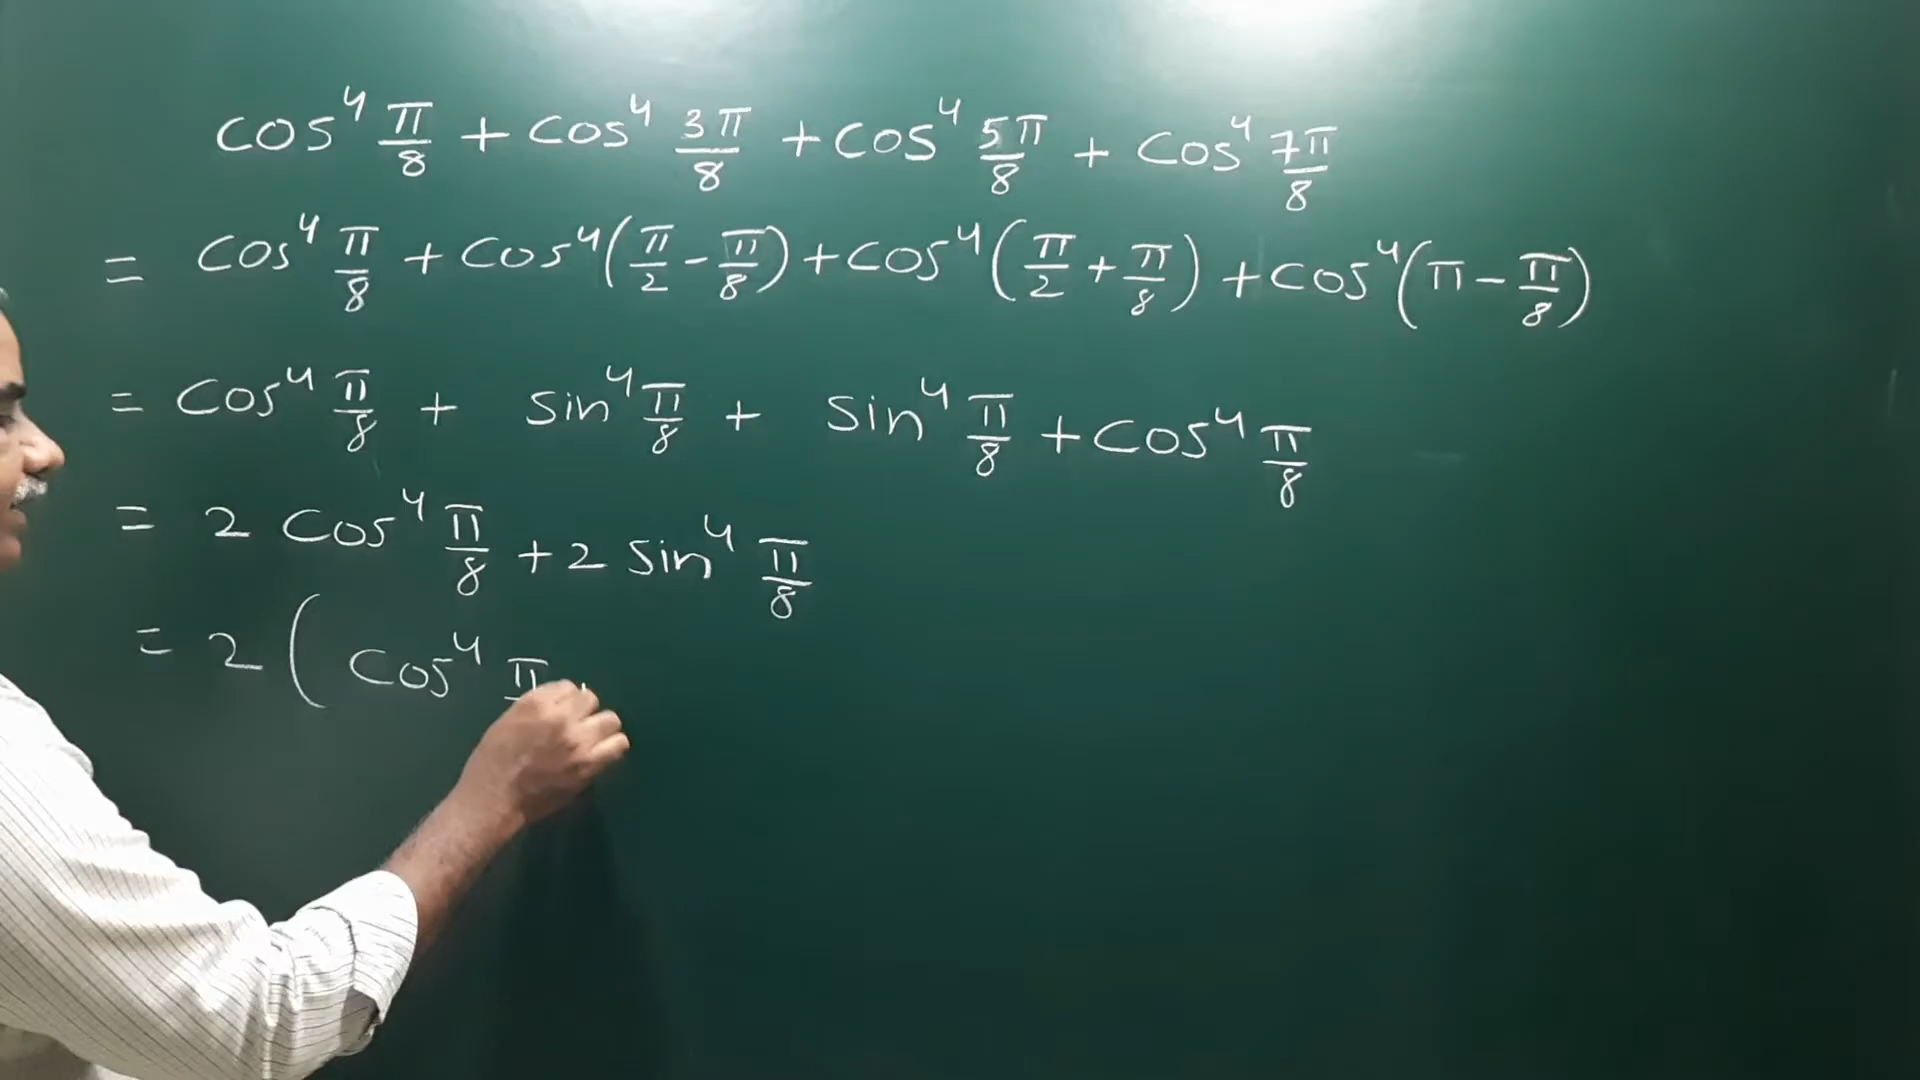 cos⁴ π/8 + cos⁴ 3π/8 + cos⁴ 5π/8 + cos⁴ 7π/8
= cos⁴ π/8 + cos⁴(π/2 - π/8) + cos⁴(π/2 + π/8) + cos⁴(π - π/8)
= cos⁴ π/8 + sin⁴ π/8 + sin⁴ π/8 + cos⁴ π/8
= 2 cos⁴ π/8 + 2 sin⁴ π/8
= 2 ( cos⁴ π